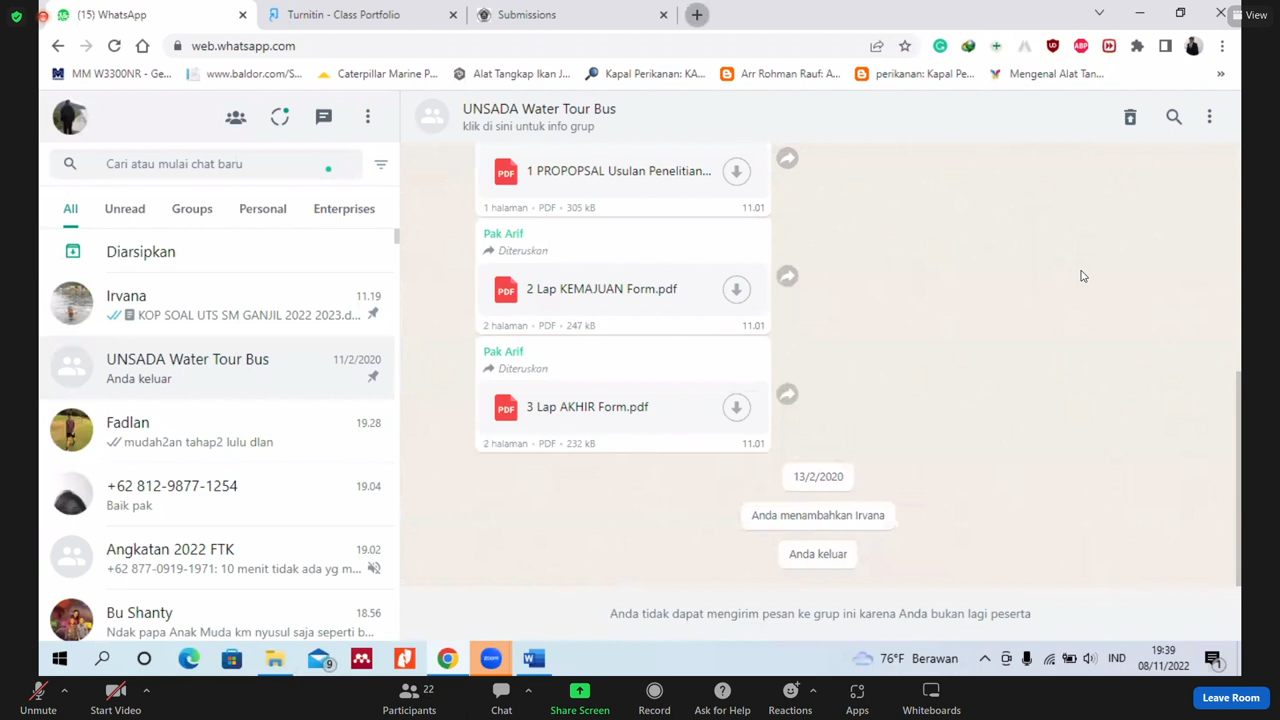 (15) WhatsApp
Turnitin - Class Portfolio
Submissions
View
web.whatsapp.com
MM W3300NR - Ge...
www.baldor.com/S...
Caterpillar Marine P...
Alat Tangkap Ikan J...
Kapal Perikanan: KA...
Arr Rohman Rauf: A...
perikanan: Kapal Pe...
Mengenal Alat Tan...
»
UNSADA Water Tour Bus
klik di sini untuk info grup
Cari atau mulai chat baru
All
Unread
Groups
Personal
Enterprises
Diarsipkan
Irvana
11.19
KOP SOAL UTS SM GANJIL 2022 2023.d...
UNSADA Water Tour Bus
11/2/2020
Anda keluar
Fadlan
19.28
mudah2an tahap2 lulu dlan
+62 812-9877-1254
19.04
Baik pak
Angkatan 2022 FTK
19.02
+62 877-0919-1971: 10 menit tidak ada yg m...
Bu Shanty
18.56
Ndak papa Anak Muda km nyusul saja seperti b...
PDF
1 PROPOPSAL Usulan Penelitian...
1 halaman • PDF • 305 kB
11.01
Pak Arif
Diteruskan
PDF
2 Lap KEMAJUAN Form.pdf
2 halaman • PDF • 247 kB
11.01
Pak Arif
Diteruskan
PDF
3 Lap AKHIR Form.pdf
2 halaman • PDF • 232 kB
11.01
13/2/2020
Anda menambahkan Irvana
Anda keluar
Anda tidak dapat mengirim pesan ke grup ini karena Anda bukan lagi peserta
9
zoom
76°F Berawan
IND
19:39
08/11/2022
1
Unmute
Start Video
Participants
22
Chat
Share Screen
Record
Ask for Help
Reactions
Apps
Whiteboards
Leave Room